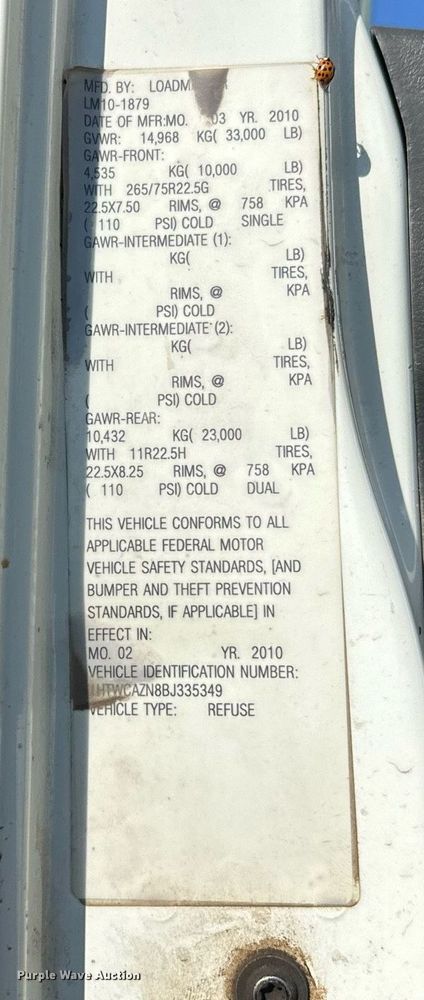 MFD. BY: LOADM
LM10-1879
DATE OF MFR:MO. 03 YR. 2010
GVWR: 14,968 KG( 33,000 LB)
GAWR-FRONT:
4,535 KG( 10,000 LB)
WITH 265/75R22.5G TIRES,
22.5X7.50 RIMS, @ 758 KPA
( 110 PSI) COLD SINGLE
GAWR-INTERMEDIATE (1):
KG( LB)
WITH TIRES,
RIMS, @ KPA
( PSI) COLD
GAWR-INTERMEDIATE (2):
KG( LB)
WITH TIRES,
RIMS, @ KPA
( PSI) COLD
GAWR-REAR:
10,432 KG( 23,000 LB)
WITH 11R22.5H TIRES,
22.5X8.25 RIMS, @ 758 KPA
( 110 PSI) COLD DUAL
THIS VEHICLE CONFORMS TO ALL
APPLICABLE FEDERAL MOTOR
VEHICLE SAFETY STANDARDS, [AND
BUMPER AND THEFT PREVENTION
STANDARDS, IF APPLICABLE] IN
EFFECT IN:
MO. 02 YR. 2010
VEHICLE IDENTIFICATION NUMBER:
1HTWCAZN8BJ335349
VEHICLE TYPE: REFUSE
Purple Wave Auction